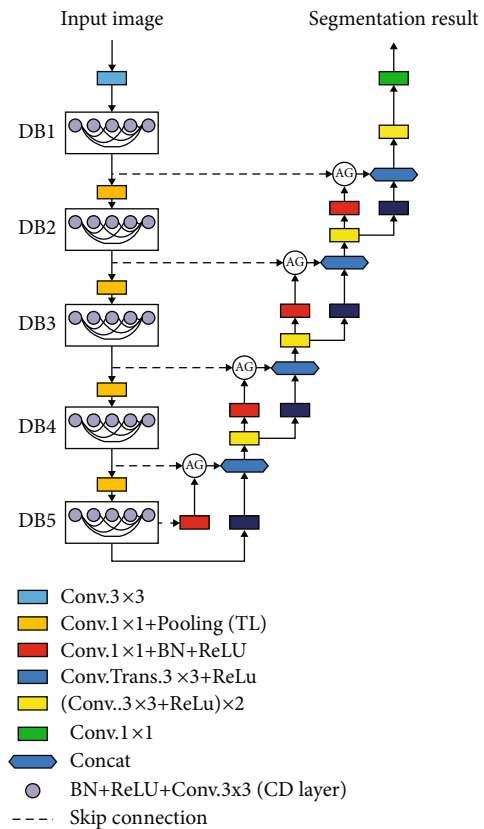 Input image
Segmentation result
DB1
AG
DB2
AG
DB3
AG
DB4
AG
DB5
Conv.3×3
Conv.1×1+Pooling (TL)
Conv.1×1+BN+ReLU
Conv.Trans.3×3+ReLu
(Conv..3×3+ReLu)×2
Conv.1×1
Concat
BN+ReLU+Conv.3x3 (CD layer)
Skip connection